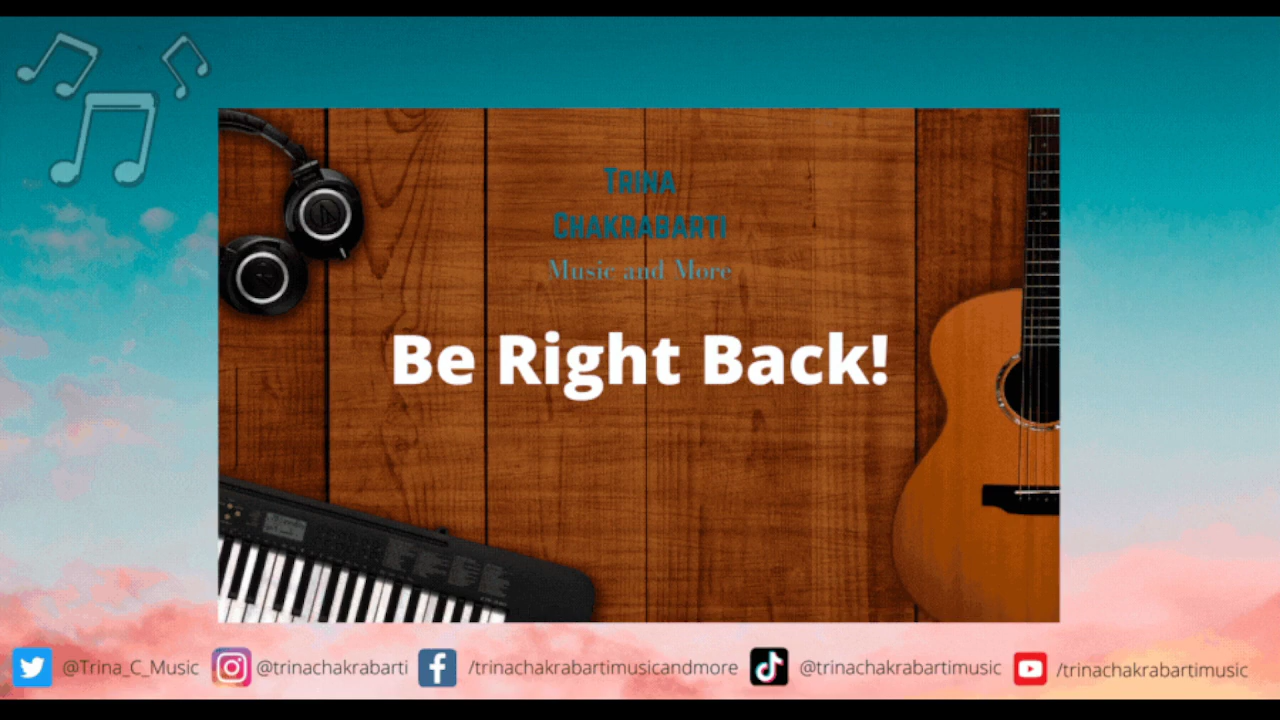 Trina
Chakrabarti
Music and More
Be Right Back!
@Trina_C_Music @trinachakrabarti /trinachakrabartimusicandmore @trinachakrabartimusic /trinachakrabartimusic